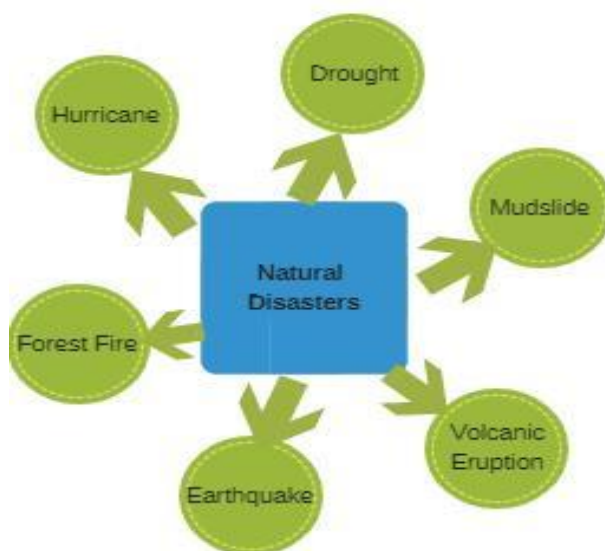 Drought
Hurricane
Mudslide
Natural
Disasters
Forest Fire
Volcanic
Eruption
Earthquake